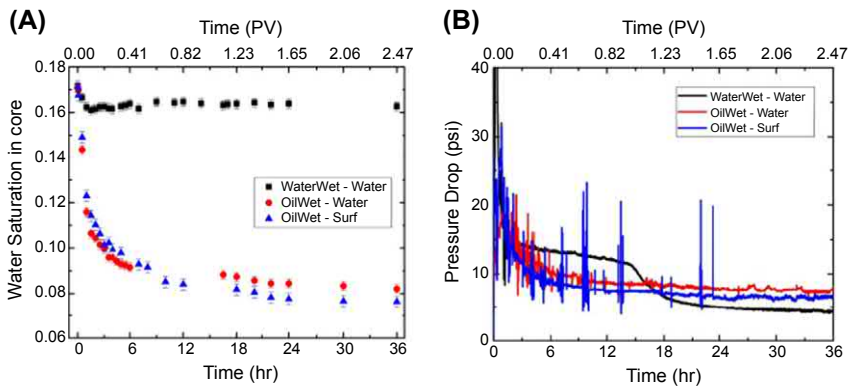 (A)
Time (PV)
0.00 0.41 0.82 1.23 1.65 2.06 2.47
0.18
0.16
0.14
0.12
0.10
0.08
0.06
Water Saturation in core
WaterWet - Water
OilWet - Water
OilWet - Surf
0 6 12 18 24 30 36
Time (hr)
(B)
Time (PV)
0.00 0.41 0.82 1.23 1.65 2.06 2.47
40
30
20
10
0
Pressure Drop (psi)
WaterWet - Water
OilWet - Water
OilWet - Surf
0 6 12 18 24 30 36
Time (hr)